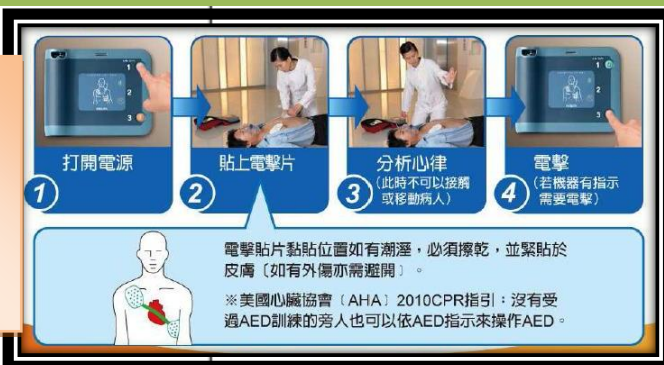 打開電源
貼上電擊片
分析心律
(此時不可以接觸
或移動病人)
電擊
(若機器有指示
需要電擊)
1
2
3
4
電擊貼片黏貼位置如有潮溼，必須擦乾，並緊貼於
皮膚〔如有外傷亦需避開〕。
※美國心臟協會〔AHA〕2010CPR指引：沒有受
過AED訓練的旁人也可以依AED指示來操作AED。